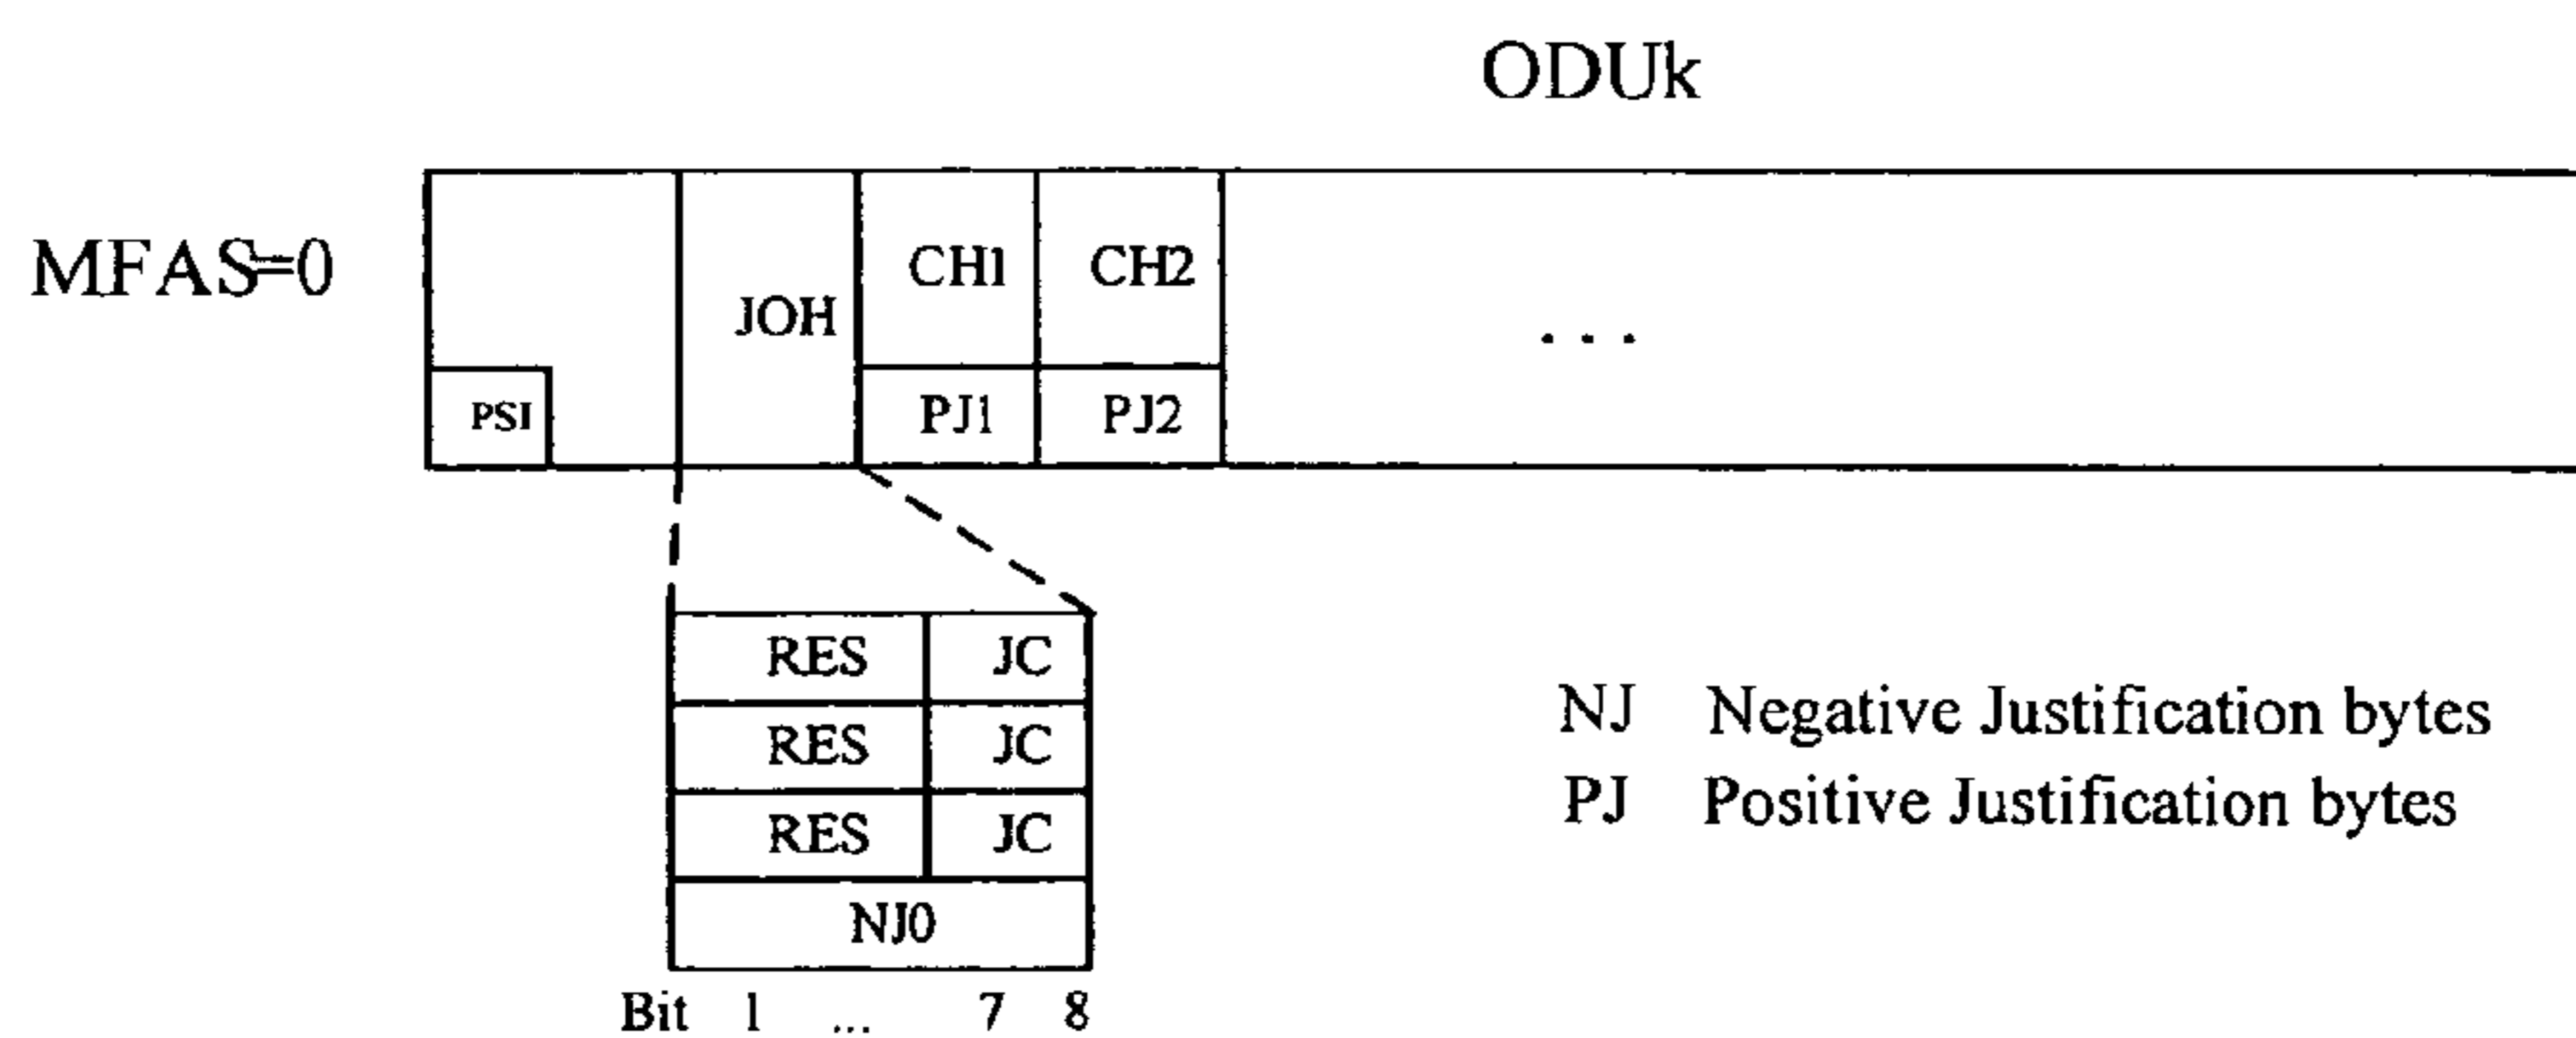 ODUk
MFAS=0
JOH
CH1
CH2
. . .
PSI
PJ1
PJ2
RES JC
RES JC
RES JC
NJ0
Bit 1 ... 7 8
NJ Negative Justification bytes
PJ Positive Justification bytes